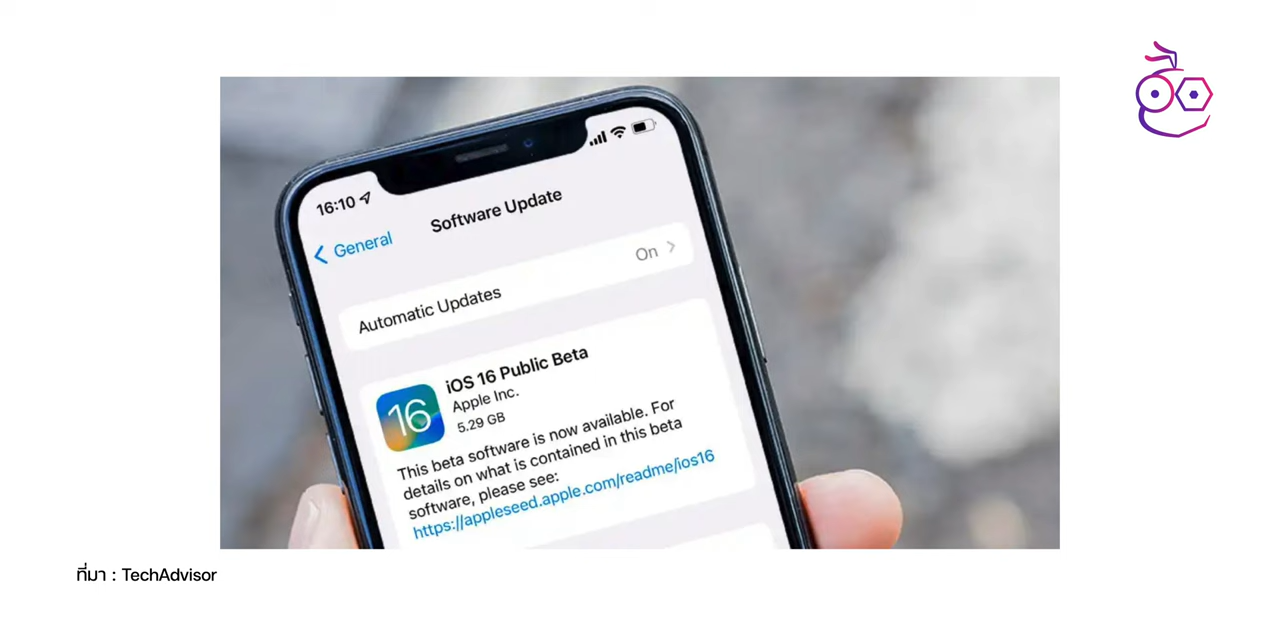 16:10
General
Software Update
Automatic Updates
On
16
iOS 16 Public Beta
Apple Inc.
5.29 GB
This beta software is now available. For
details on what is contained in this beta
software, please see:
https://appleseed.apple.com/readme/ios16
ที่มา : TechAdvisor